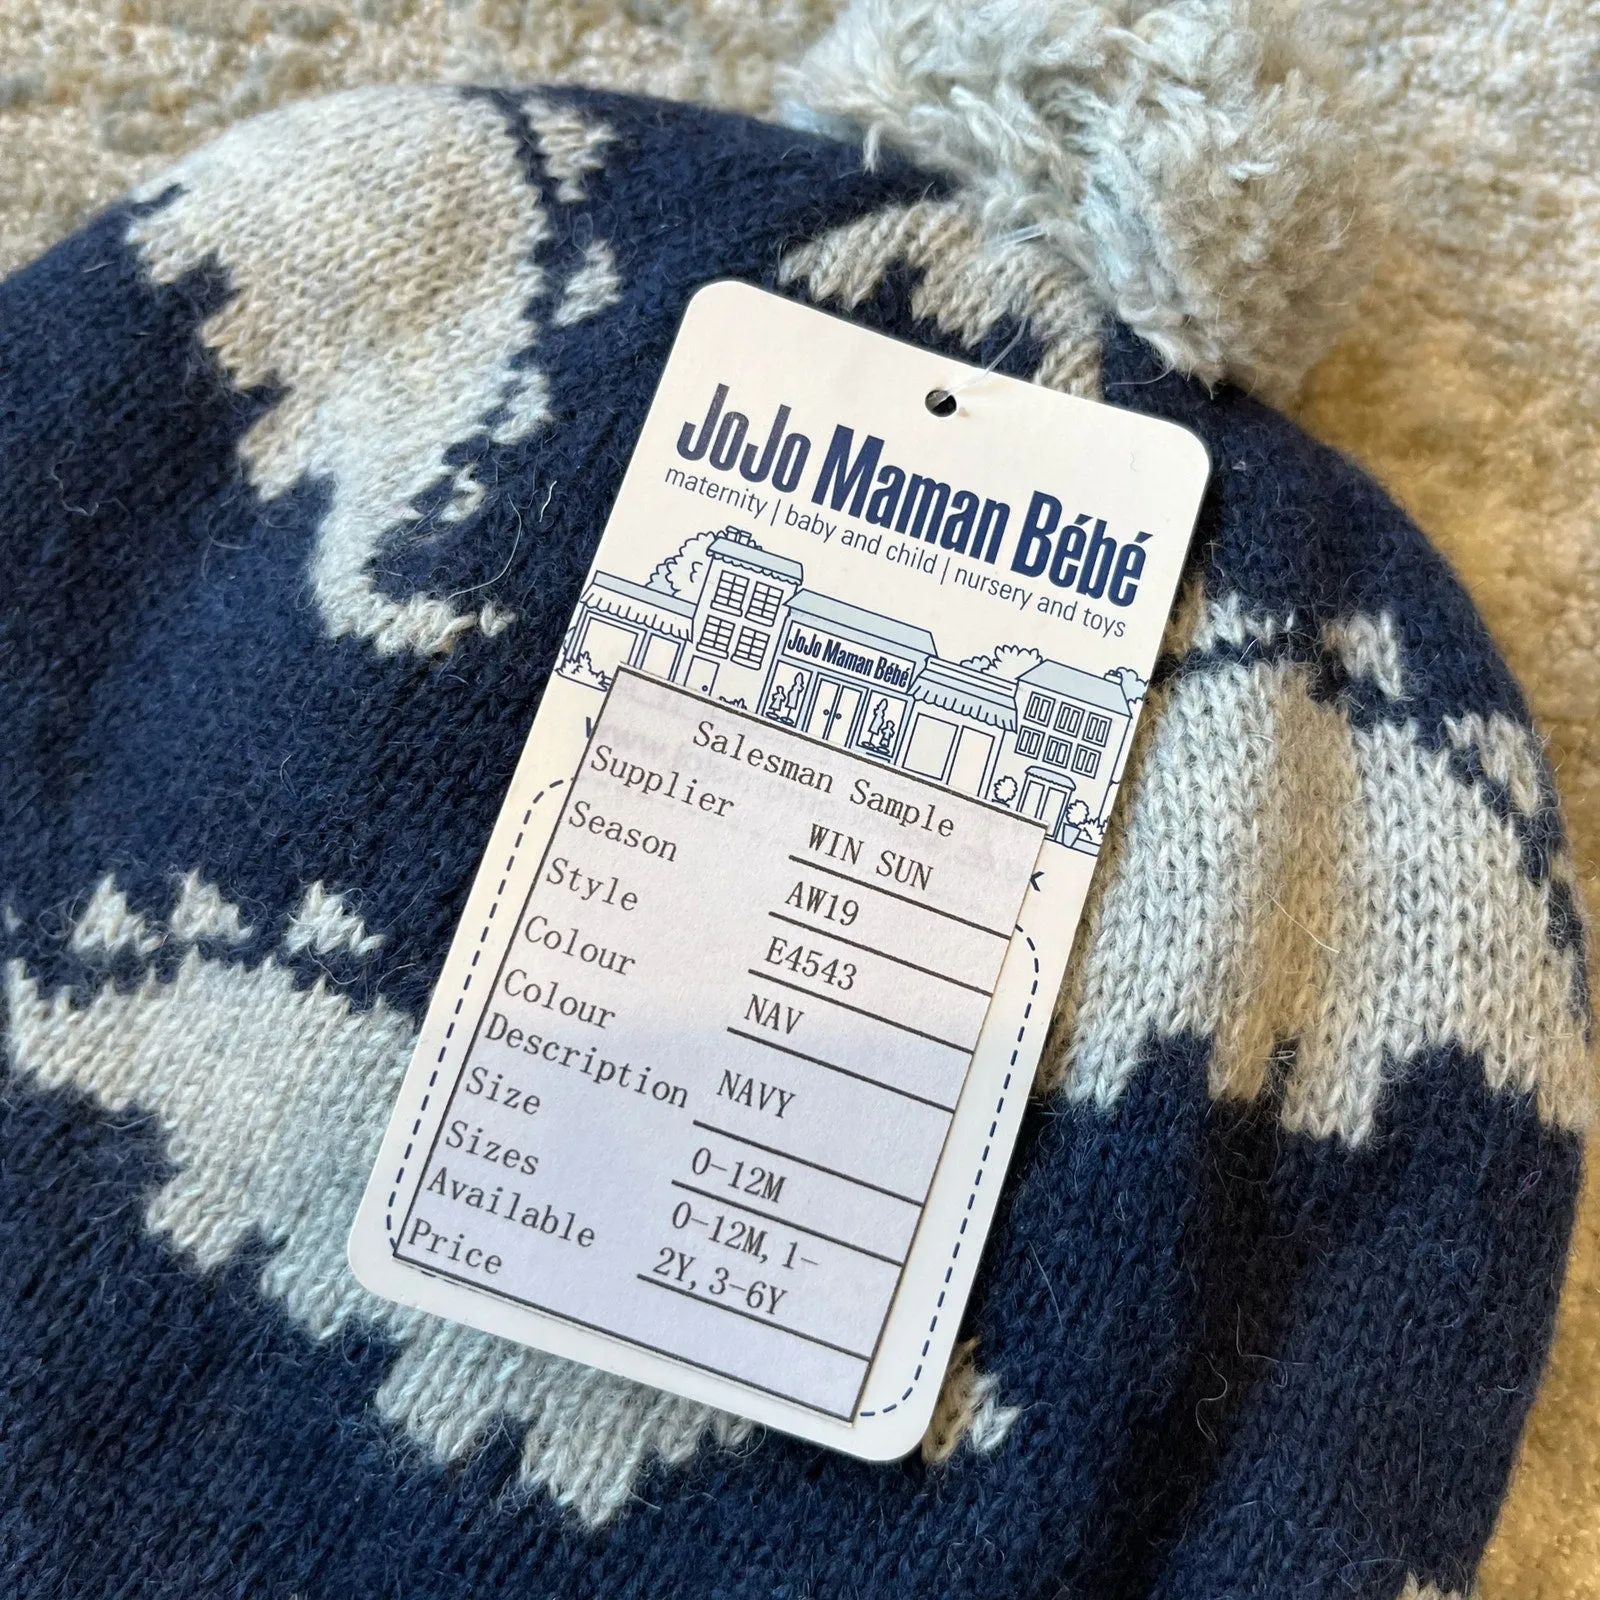 JoJo Maman Bébé
maternity | baby and child | nursery and toys
JoJo Maman Bébé
Salesman Sample
Supplier WIN SUN
Season AW19
Style E4543
Colour NAV
Colour
Description NAVY
Size 0-12M
Sizes 0-12M, 1-
Available 2Y, 3-6Y
Price